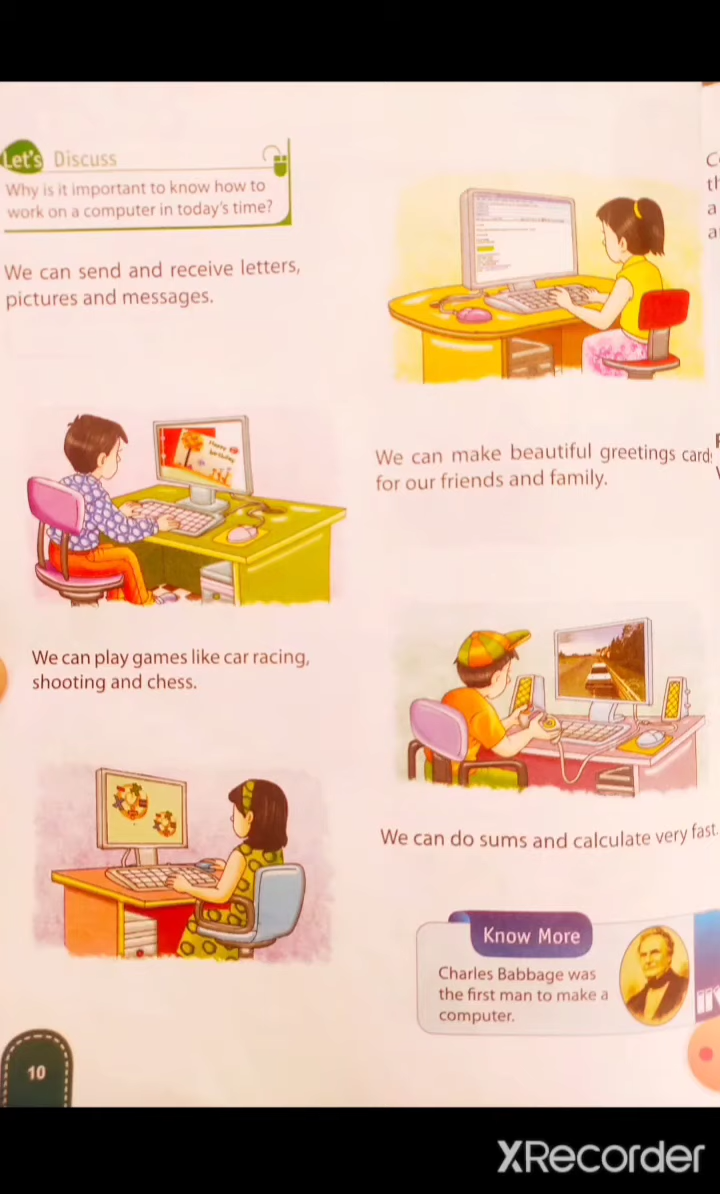 Let's Discuss
Why is it important to know how to
work on a computer in today's time?
We can send and receive letters,
pictures and messages.
We can make beautiful greetings card
for our friends and family.
Happy
birthday
We can play games like car racing,
shooting and chess.
We can do sums and calculate very fast.
Know More
Charles Babbage was
the first man to make a
computer.
10
XRecorder